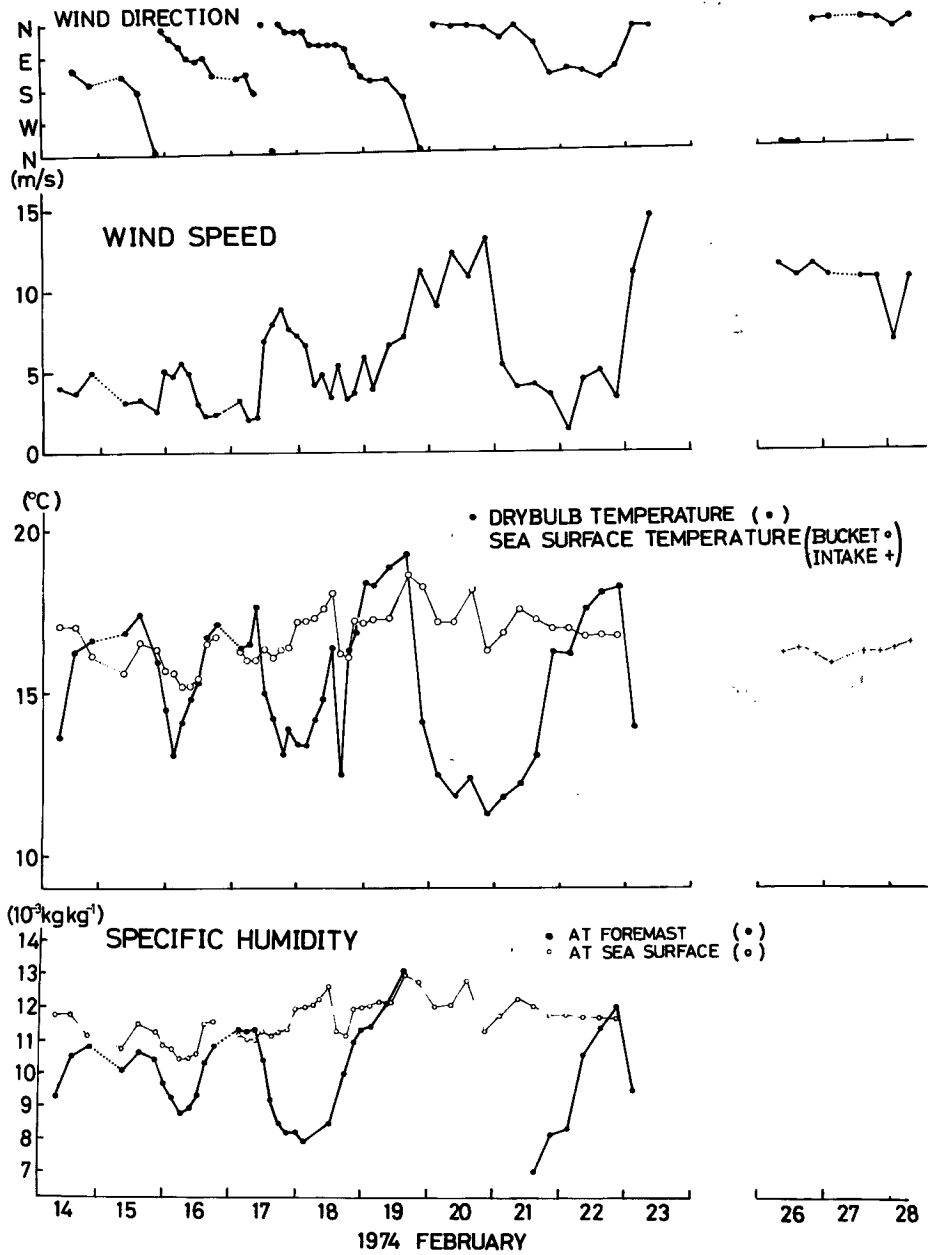 WIND DIRECTION
N
E
S
W
N
(m/s)
15
10
5
0
WIND SPEED
(°C)
20
15
10
• DRYBULB TEMPERATURE (•)
SEA SURFACE TEMPERATURE (BUCKET ∘
INTAKE +)
(10⁻³kgkg⁻¹)
14
13
12
11
10
9
8
7
SPECIFIC HUMIDITY
• AT FOREMAST (•)
∘ AT SEA SURFACE (∘)
14 15 16 17 18 19 20 21 22 23 26 27 28
1974 FEBRUARY